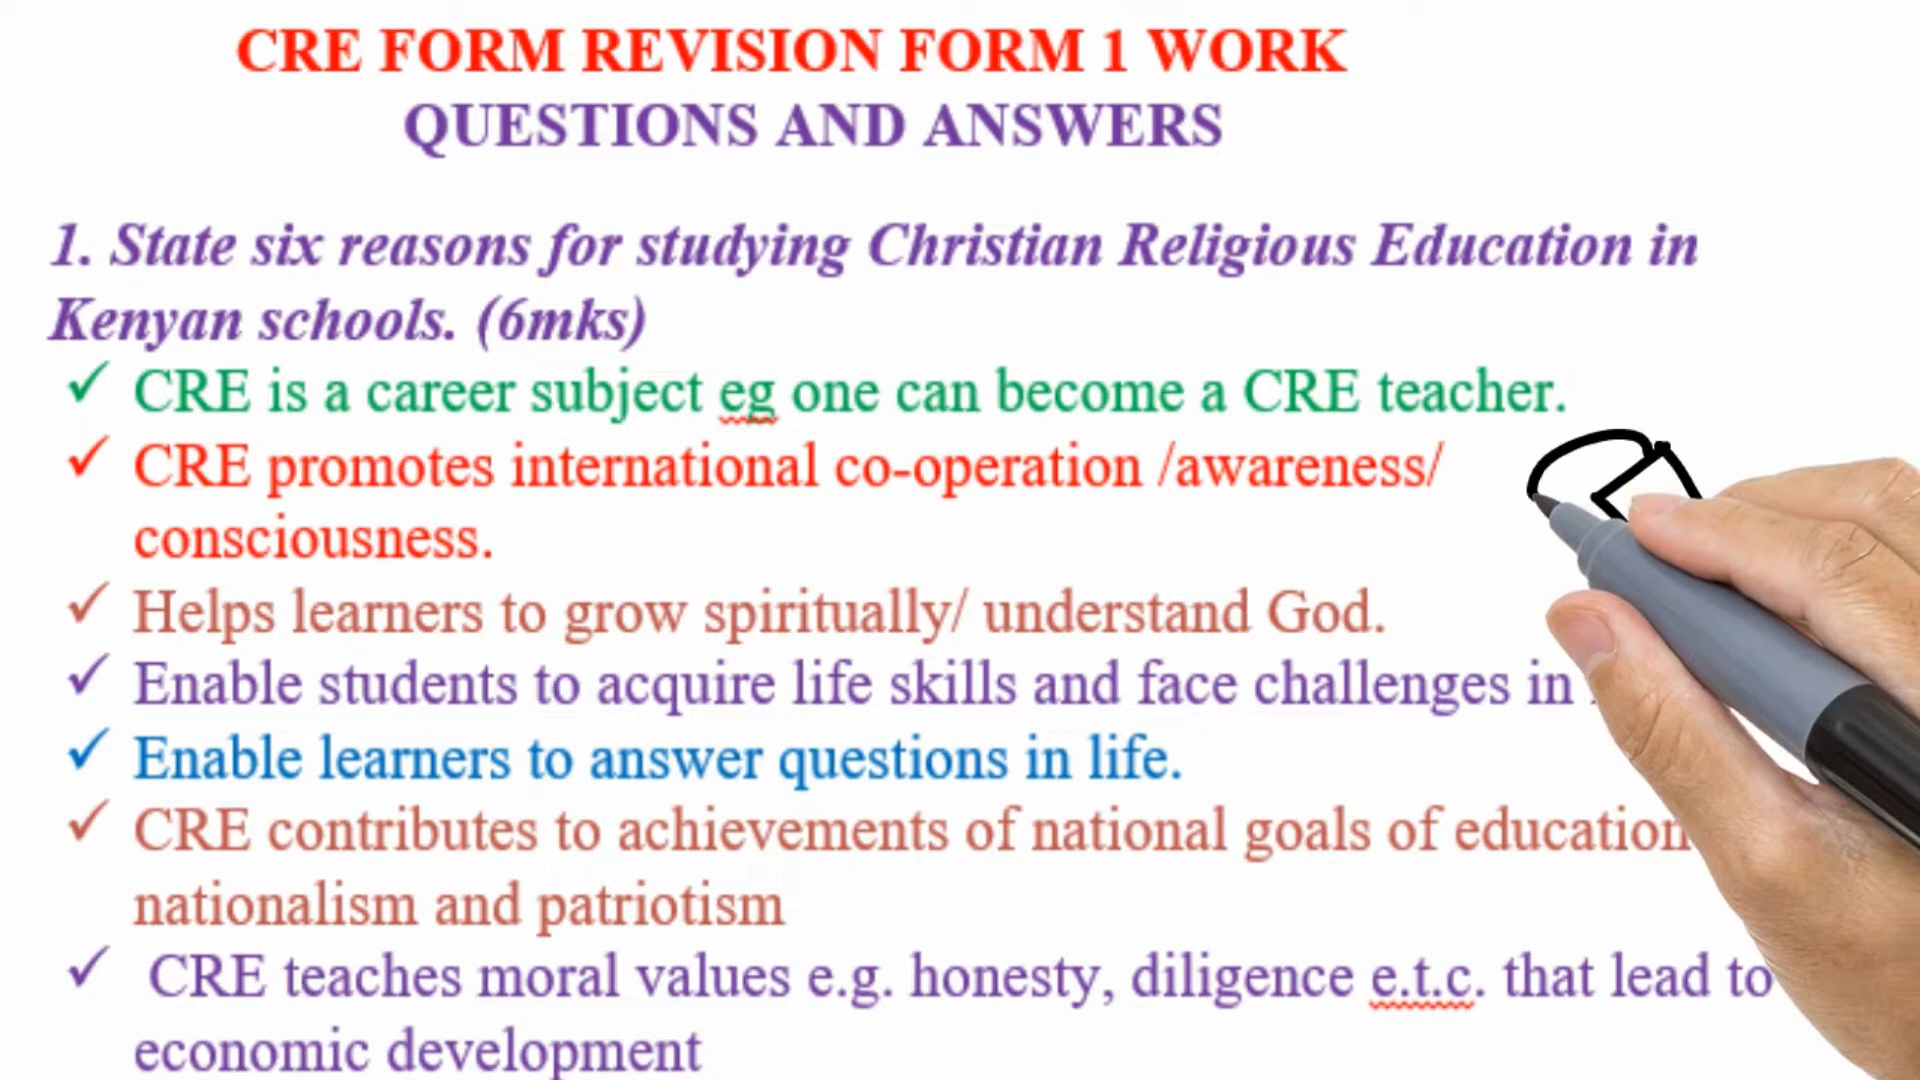 CRE FORM REVISION FORM 1 WORK
QUESTIONS AND ANSWERS
1. State six reasons for studying Christian Religious Education in
Kenyan schools. (6mks)
✓ CRE is a career subject eg one can become a CRE teacher.
✓ CRE promotes international co-operation /awareness/
consciousness.
✓ Helps learners to grow spiritually/ understand God.
✓ Enable students to acquire life skills and face challenges in
✓ Enable learners to answer questions in life.
✓ CRE contributes to achievements of national goals of education
nationalism and patriotism
✓ CRE teaches moral values e.g. honesty, diligence e.t.c. that lead to
economic development